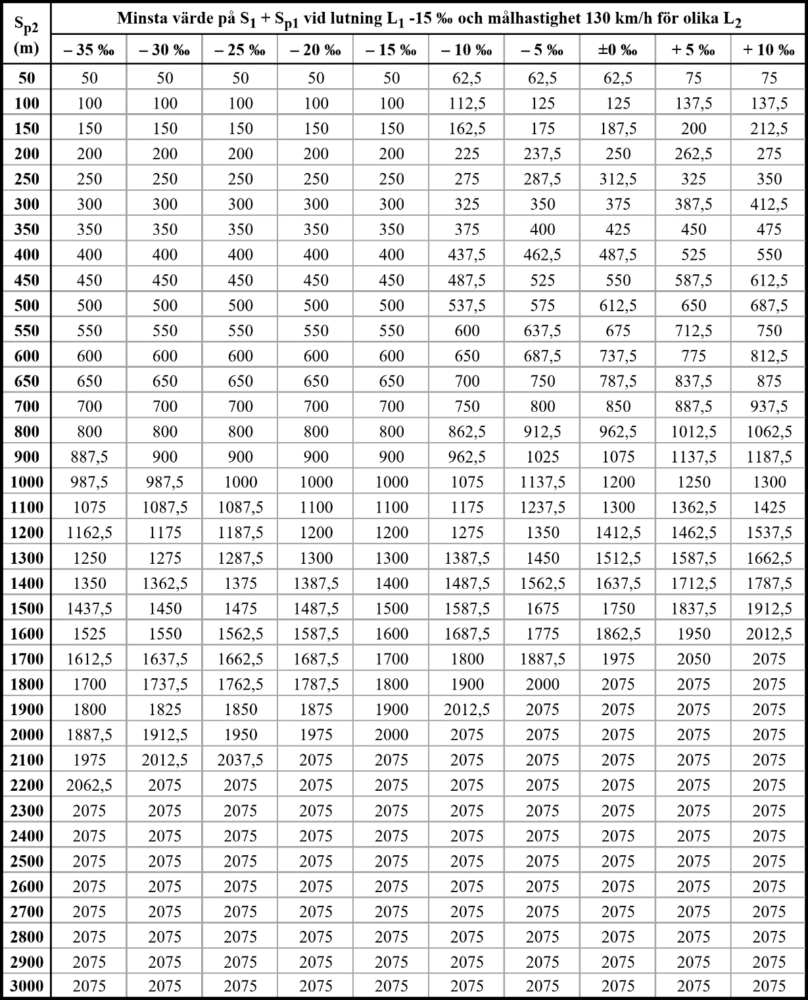 S_p2 (m) Minsta värde på S_1 + S_p1 vid lutning L_1 -15 ‰ och målhastighet 130 km/h för olika L_2
– 35 ‰ – 30 ‰ – 25 ‰ – 20 ‰ – 15 ‰ – 10 ‰ – 5 ‰ ±0 ‰ + 5 ‰ + 10 ‰
50 50 50 50 50 50 62,5 62,5 62,5 75 75
100 100 100 100 100 100 112,5 125 125 137,5 137,5
150 150 150 150 150 150 162,5 175 187,5 200 212,5
200 200 200 200 200 200 225 237,5 250 262,5 275
250 250 250 250 250 250 275 287,5 312,5 325 350
300 300 300 300 300 300 325 350 375 387,5 412,5
350 350 350 350 350 350 375 400 425 450 475
400 400 400 400 400 400 437,5 462,5 487,5 525 550
450 450 450 450 450 450 487,5 525 550 587,5 612,5
500 500 500 500 500 500 537,5 575 612,5 650 687,5
550 550 550 550 550 550 600 637,5 675 712,5 750
600 600 600 600 600 600 650 687,5 737,5 775 812,5
650 650 650 650 650 650 700 750 787,5 837,5 875
700 700 700 700 700 700 750 800 850 887,5 937,5
800 800 800 800 800 800 862,5 912,5 962,5 1012,5 1062,5
900 887,5 900 900 900 900 962,5 1025 1075 1137,5 1187,5
1000 987,5 987,5 1000 1000 1000 1075 1137,5 1200 1250 1300
1100 1075 1087,5 1087,5 1100 1100 1175 1237,5 1300 1362,5 1425
1200 1162,5 1175 1187,5 1200 1200 1275 1350 1412,5 1462,5 1537,5
1300 1250 1275 1287,5 1300 1300 1387,5 1450 1512,5 1587,5 1662,5
1400 1350 1362,5 1375 1387,5 1400 1487,5 1562,5 1637,5 1712,5 1787,5
1500 1437,5 1450 1475 1487,5 1500 1587,5 1675 1750 1837,5 1912,5
1600 1525 1550 1562,5 1587,5 1600 1687,5 1775 1862,5 1950 2012,5
1700 1612,5 1637,5 1662,5 1687,5 1700 1800 1887,5 1975 2050 2075
1800 1700 1737,5 1762,5 1787,5 1800 1900 2000 2075 2075 2075
1900 1800 1825 1850 1875 1900 2012,5 2075 2075 2075 2075
2000 1887,5 1912,5 1950 1975 2000 2075 2075 2075 2075 2075
2100 1975 2012,5 2037,5 2075 2075 2075 2075 2075 2075 2075
2200 2062,5 2075 2075 2075 2075 2075 2075 2075 2075 2075
2300 2075 2075 2075 2075 2075 2075 2075 2075 2075 2075
2400 2075 2075 2075 2075 2075 2075 2075 2075 2075 2075
2500 2075 2075 2075 2075 2075 2075 2075 2075 2075 2075
2600 2075 2075 2075 2075 2075 2075 2075 2075 2075 2075
2700 2075 2075 2075 2075 2075 2075 2075 2075 2075 2075
2800 2075 2075 2075 2075 2075 2075 2075 2075 2075 2075
2900 2075 2075 2075 2075 2075 2075 2075 2075 2075 2075
3000 2075 2075 2075 2075 2075 2075 2075 2075 2075 2075